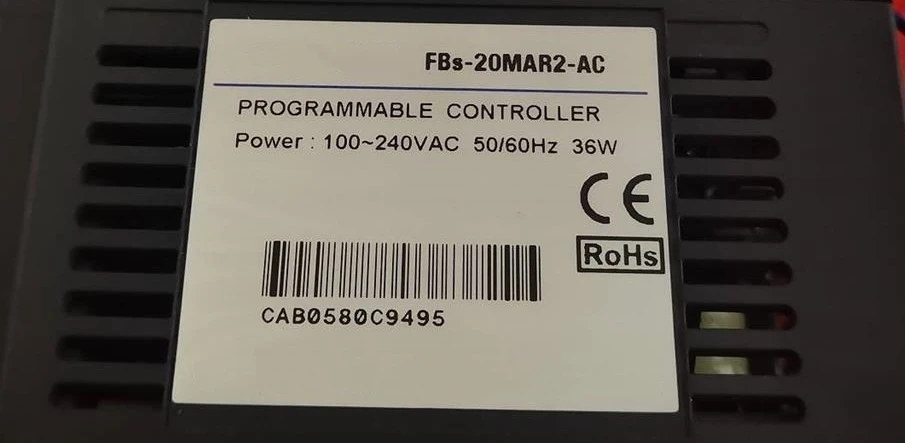 FBs-20MAR2-AC
PROGRAMMABLE CONTROLLER
Power : 100~240VAC 50/60Hz 36W
CE
RoHs
CAB0580C9495